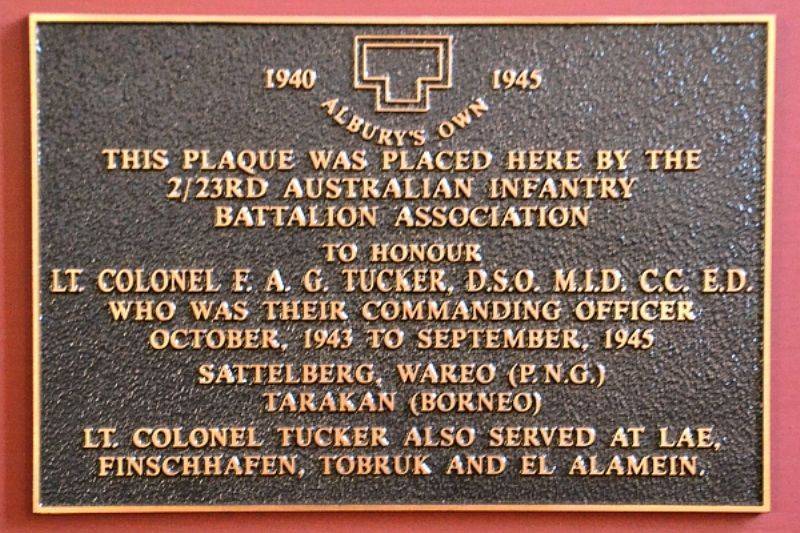 1940 1945
ALBURY'S OWN
THIS PLAQUE WAS PLACED HERE BY THE
2/23RD AUSTRALIAN INFANTRY
BATTALION ASSOCIATION
TO HONOUR
LT. COLONEL F. A. G. TUCKER, D.S.O. M.I.D. C.C. E.D.
WHO WAS THEIR COMMANDING OFFICER
OCTOBER, 1943 TO SEPTEMBER, 1945
SATTELBERG, WAREO (P.N.G.)
TARAKAN (BORNEO)
LT. COLONEL TUCKER ALSO SERVED AT LAE,
FINSCHHAFEN, TOBRUK AND EL ALAMEIN.